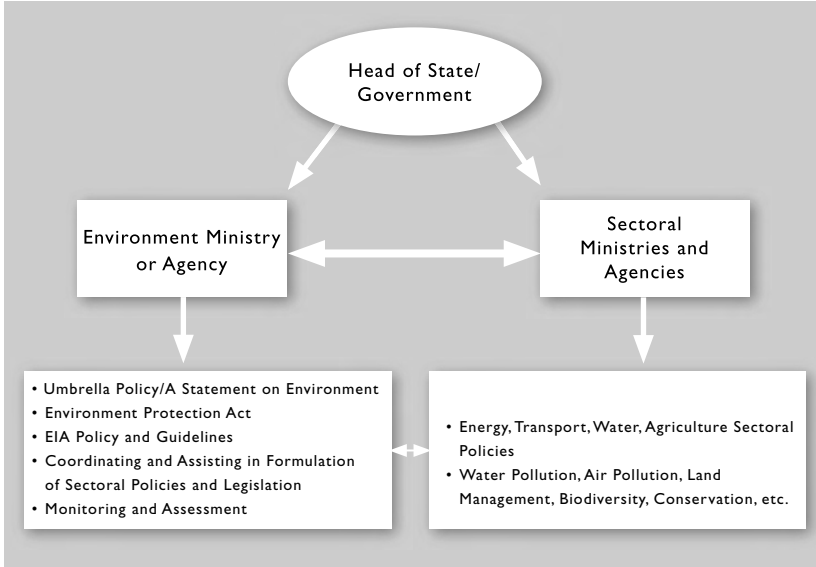 Head of State/
Government
Environment Ministry
or Agency
Sectoral
Ministries and
Agencies
• Umbrella Policy/A Statement on Environment
• Environment Protection Act
• EIA Policy and Guidelines
• Coordinating and Assisting in Formulation
of Sectoral Policies and Legislation
• Monitoring and Assessment
• Energy, Transport, Water, Agriculture Sectoral
Policies
• Water Pollution, Air Pollution, Land
Management, Biodiversity, Conservation, etc.